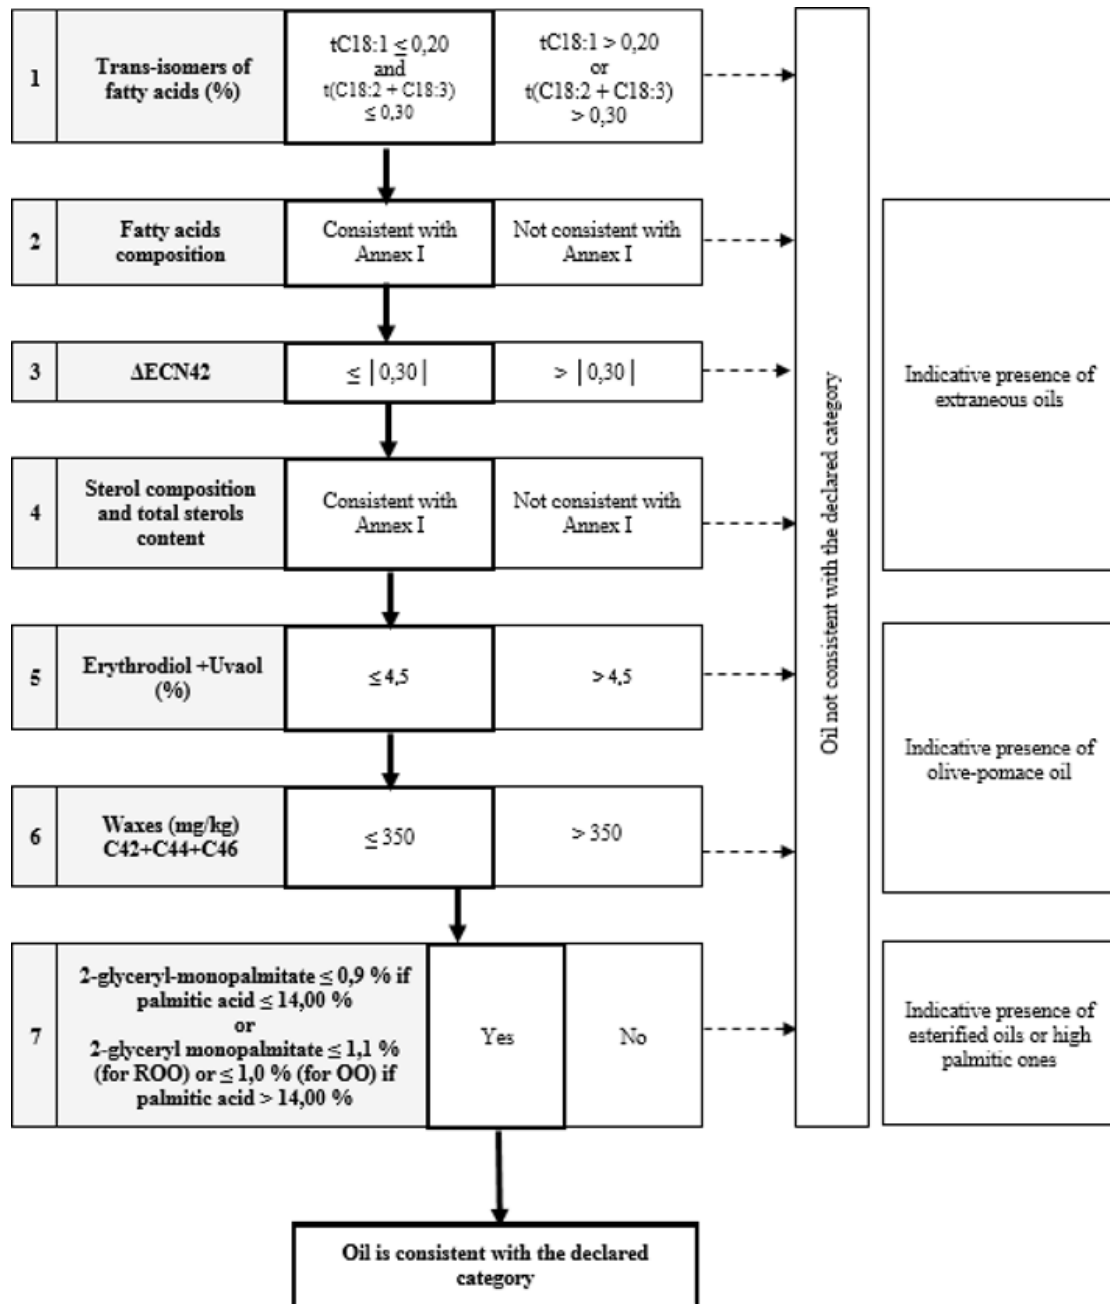 1
Trans-isomers of
fatty acids (%)
tC18:1 ≤ 0,20
and
t(C18:2 + C18:3)
≤ 0,30
tC18:1 > 0,20
or
t(C18:2 + C18:3)
> 0,30
2
Fatty acids
composition
Consistent with
Annex I
Not consistent with
Annex I
3
ΔECN42
≤ |0,30|
> |0,30|
4
Sterol composition
and total sterols
content
Consistent with
Annex I
Not consistent with
Annex I
5
Erythrodiol +Uvaol
(%)
≤ 4,5
> 4,5
6
Waxes (mg/kg)
C42+C44+C46
≤ 350
> 350
7
2-glyceryl-monopalmitate ≤ 0,9 % if
palmitic acid ≤ 14,00 %
or
2-glyceryl monopalmitate ≤ 1,1 %
(for ROO) or ≤ 1,0 % (for OO) if
palmitic acid > 14,00 %
Yes
No
Oil not consistent with the declared category
Indicative presence of
extraneous oils
Indicative presence of
olive-pomace oil
Indicative presence of
esterified oils or high
palmitic ones
Oil is consistent with the declared
category